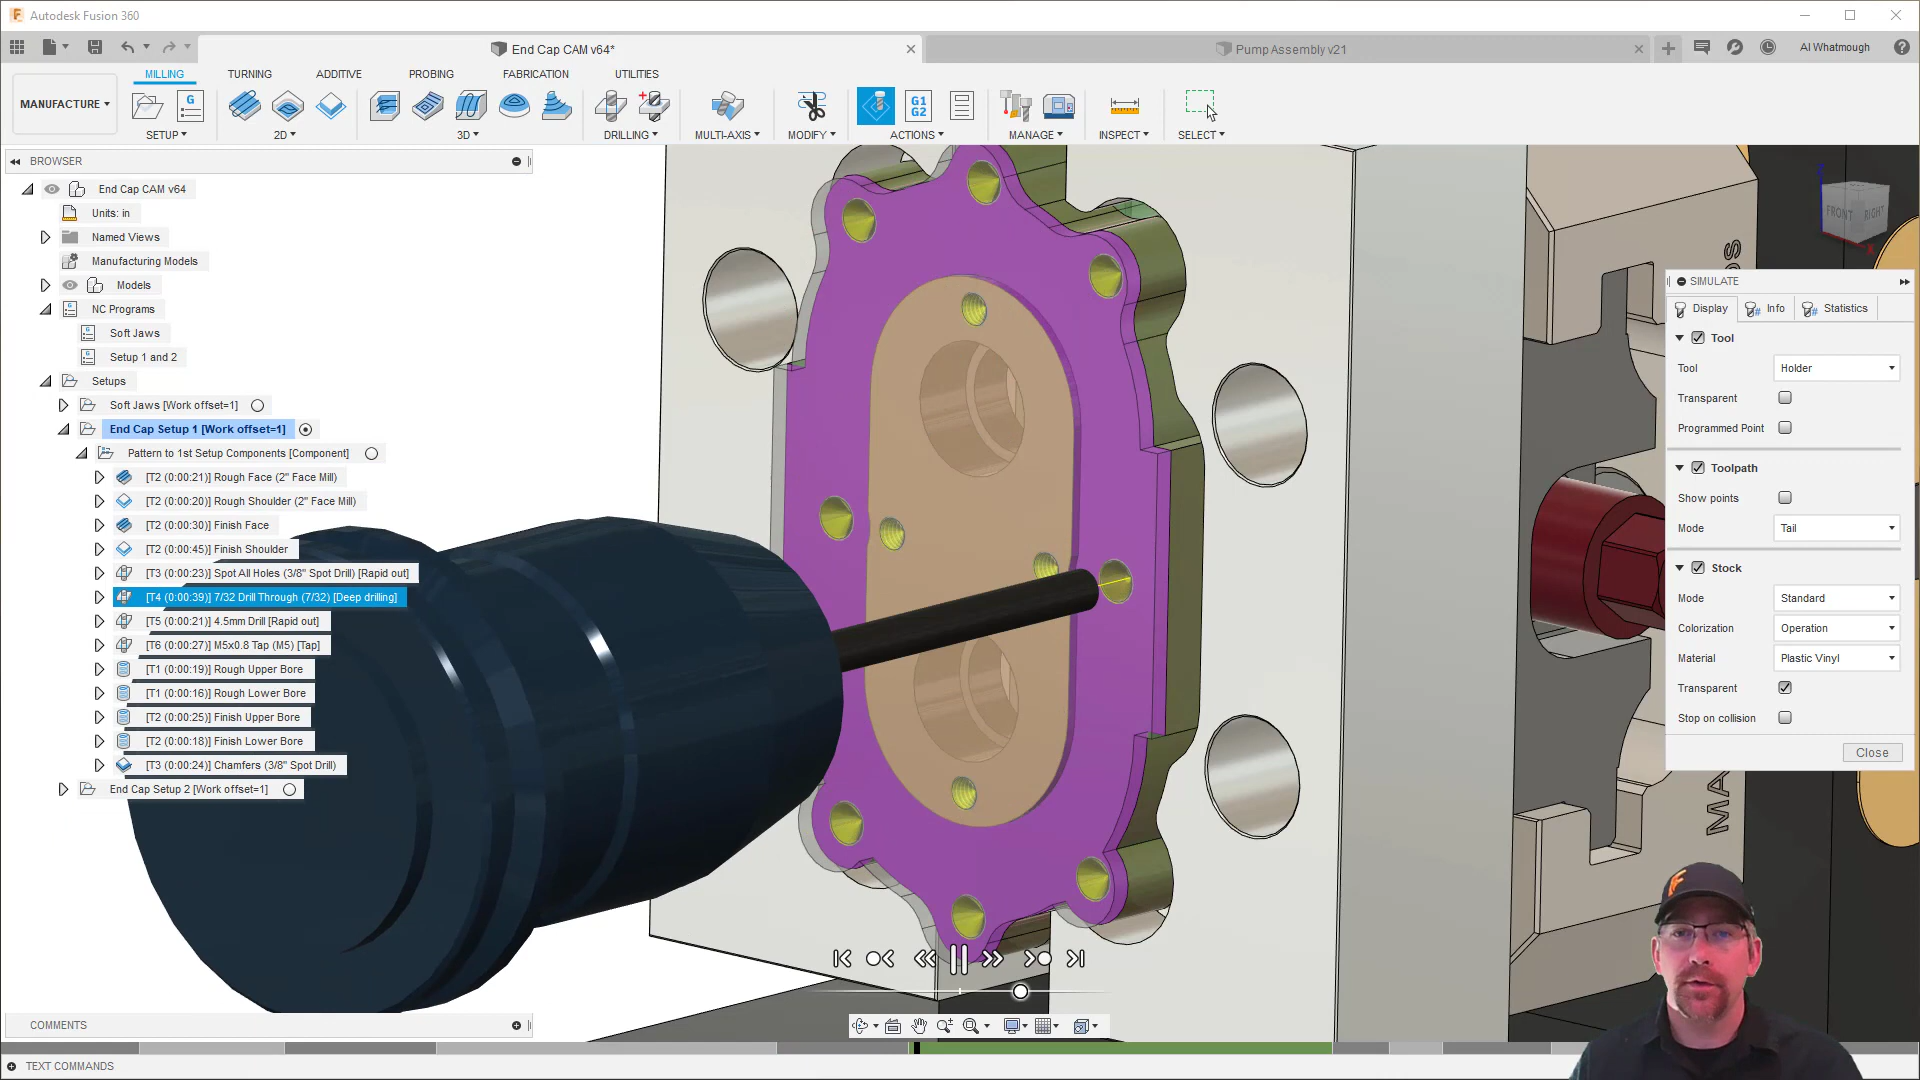 Autodesk Fusion 360
End Cap CAM v64*
Pump Assembly v21
Al Whatmough
MILLING
TURNING
ADDITIVE
PROBING
FABRICATION
UTILITIES
MANUFACTURE
G
G1
G2
SETUP
2D
3D
DRILLING
MULTI-AXIS
MODIFY
ACTIONS
MANAGE
INSPECT
SELECT
BROWSER
End Cap CAM v64
Units: in
Named Views
Manufacturing Models
Models
NC Programs
Soft Jaws
Setup 1 and 2
Setups
Soft Jaws [Work offset=1]
End Cap Setup 1 [Work offset=1]
Pattern to 1st Setup Components [Component]
[T2 (0:00:21)] Rough Face (2" Face Mill)
[T2 (0:00:20)] Rough Shoulder (2" Face Mill)
[T2 (0:00:30)] Finish Face
[T2 (0:00:45)] Finish Shoulder
[T3 (0:00:23)] Spot All Holes (3/8" Spot Drill) [Rapid out]
[T4 (0:00:39)] 7/32 Drill Through (7/32) [Deep drilling]
[T5 (0:00:21)] 4.5mm Drill [Rapid out]
[T6 (0:00:27)] M5x0.8 Tap (M5) [Tap]
[T1 (0:00:19)] Rough Upper Bore
[T1 (0:00:16)] Rough Lower Bore
[T2 (0:00:25)] Finish Upper Bore
[T2 (0:00:18)] Finish Lower Bore
[T3 (0:00:24)] Chamfers (3/8" Spot Drill)
End Cap Setup 2 [Work offset=1]
Z
FRONT
RIGHT
X
SIMULATE
Display
Info
Statistics
Tool
Tool
Holder
Transparent
Programmed Point
Toolpath
Show points
Mode
Tail
Stock
Mode
Standard
Colorization
Operation
Material
Plastic Vinyl
Transparent
Stop on collision
Close
COMMENTS
TEXT COMMANDS